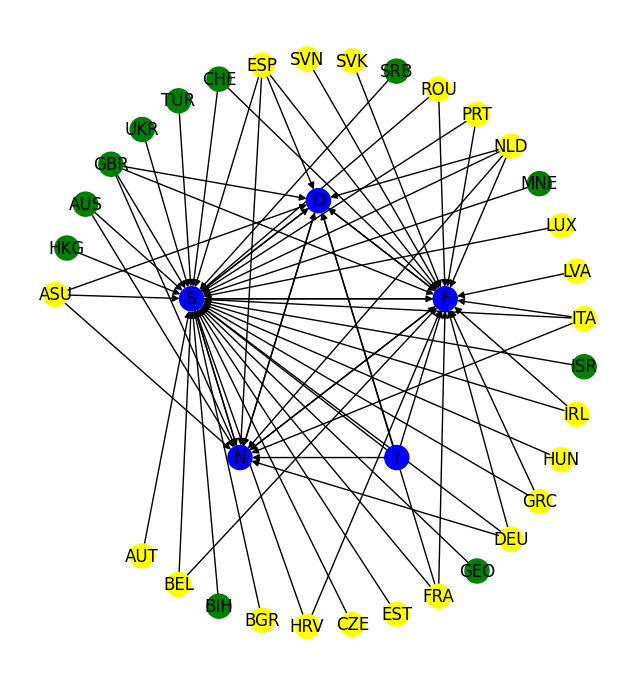 SVN
SVK
ESP
SRB
CHE
ROU
TUR
PRT
UKR
NLD
GBR
MNE
D
AUS
LUX
HKG
LVA
ASU
S
F
ITA
ISR
IRL
N
I
HUN
GRC
DEU
AUT
GEO
BEL
FRA
BIH
EST
BGR
CZE
HRV